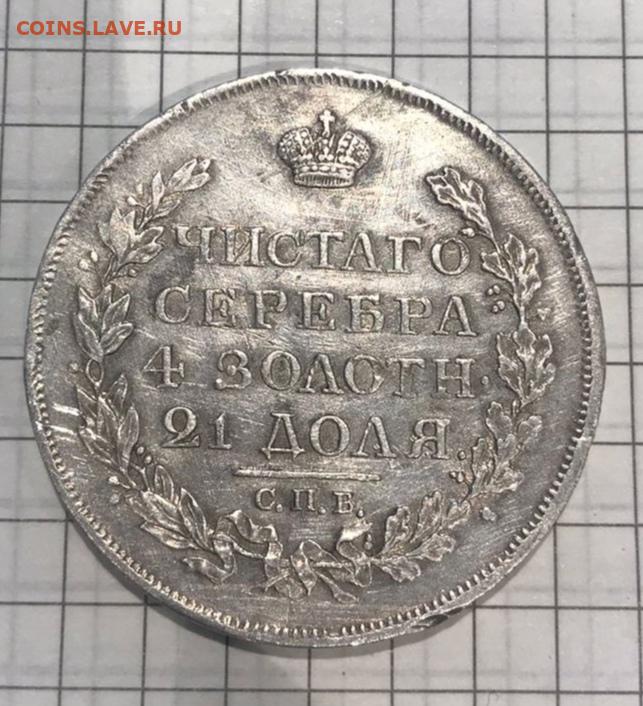 COINS.LAVE.RU
ЧИСТАГО
СЕРЕБРА
4 ЗОЛОТН.
21 ДОЛЯ.
С.П.Б.